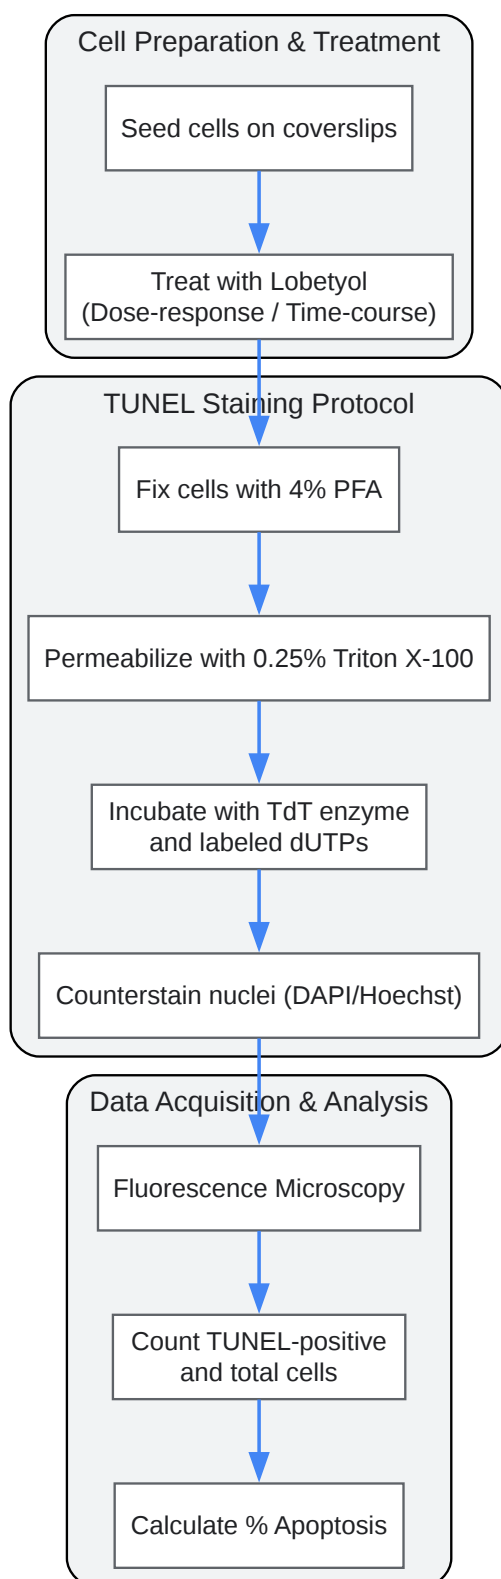 Cell Preparation & Treatment
Seed cells on coverslips
Treat with Lobetyol
(Dose-response / Time-course)
TUNEL Staining Protocol
Fix cells with 4% PFA
Permeabilize with 0.25% Triton X-100
Incubate with TdT enzyme
and labeled dUTPs
Counterstain nuclei (DAPI/Hoechst)
Data Acquisition & Analysis
Fluorescence Microscopy
Count TUNEL-positive
and total cells
Calculate % Apoptosis